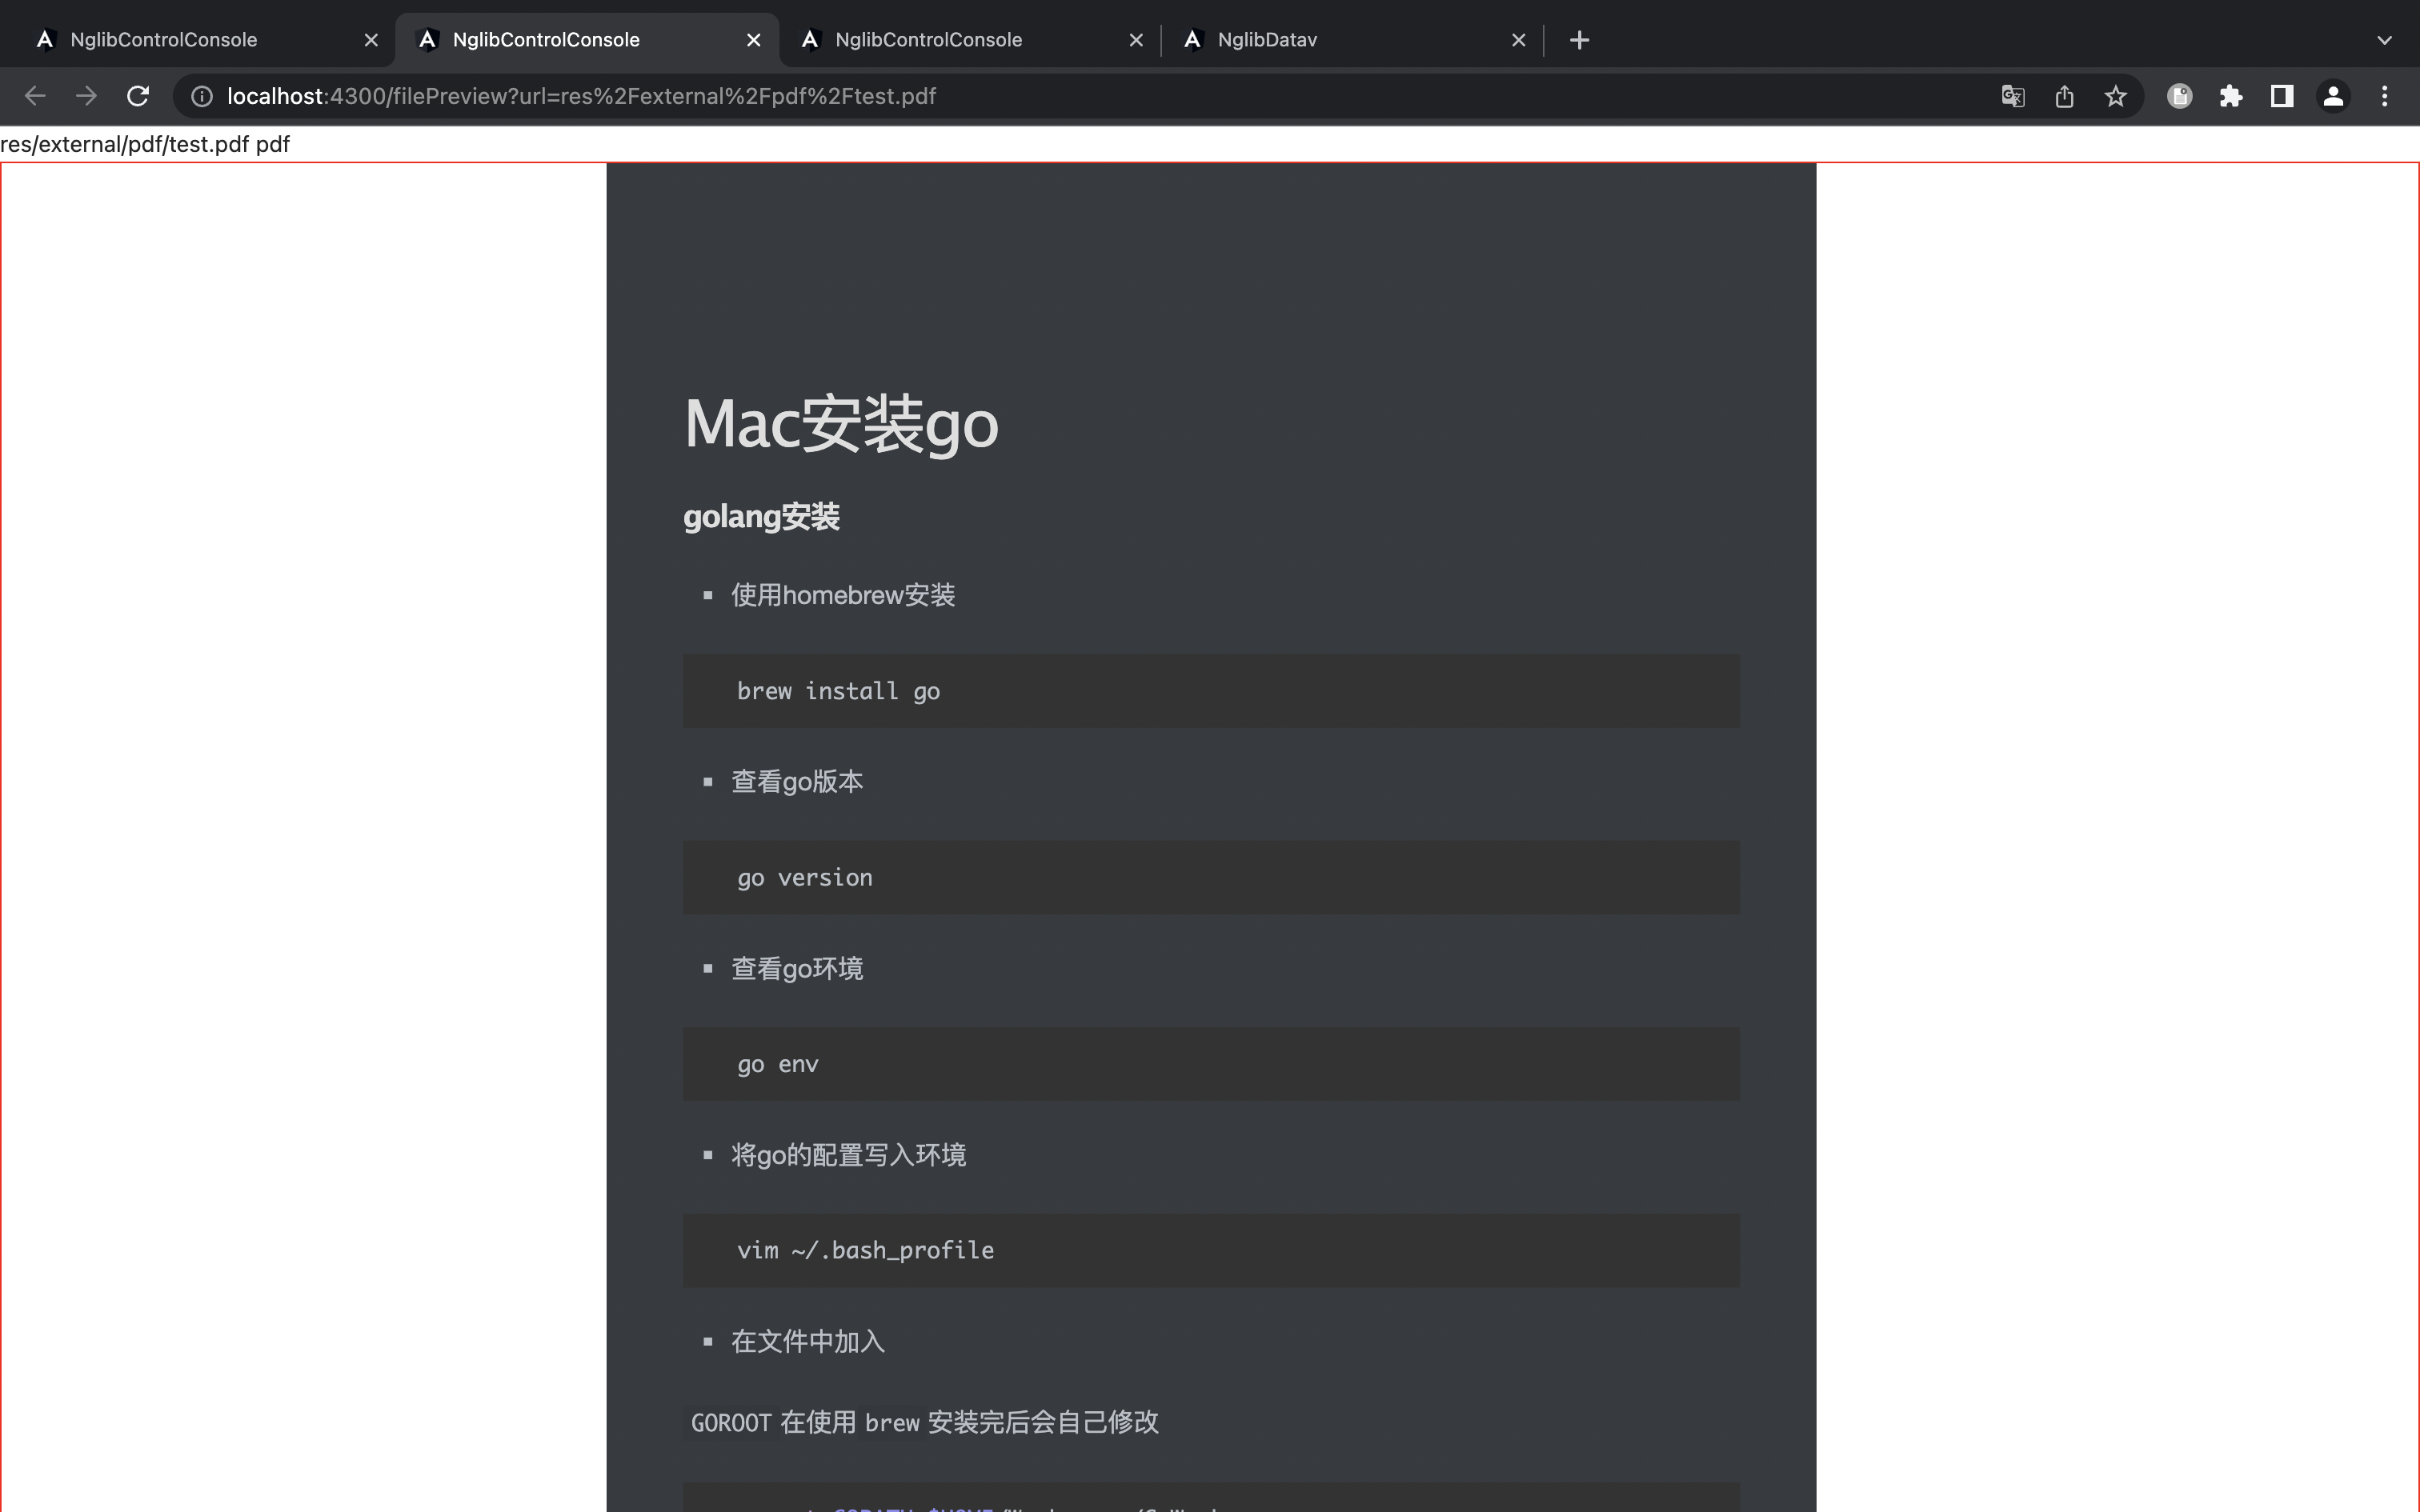 NglibControlConsole
NglibControlConsole
NglibControlConsole
NglibDatav
localhost:4300/filePreview?url=res%2Fexternal%2Fpdf%2Ftest.pdf
res/external/pdf/test.pdf pdf
Mac安装go
golang安装
使用homebrew安装
brew install go
查看go版本
go version
查看go环境
go env
将go的配置写入环境
vim ~/.bash_profile
在文件中加入
GOROOT 在使用 brew 安装完后会自己修改